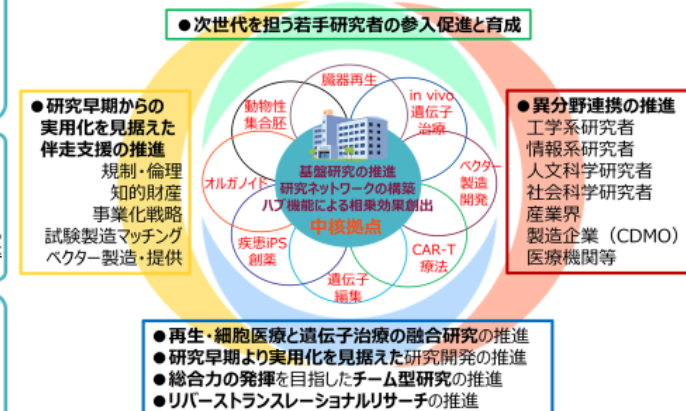 ●次世代を担う若手研究者の参入促進と育成
●研究早期からの
実用化を見据えた
伴走支援の推進
規制・倫理
知的財産
事業化戦略
試験製造マッチング
ベクター製造・提供
臓器再生
in vivo
遺伝子
治療
ベクター
製造
開発
CAR-T
療法
遺伝子
編集
疾患iPS
創薬
オルガノイド
動物性
集合胚
基盤研究の推進
研究ネットワークの構築
ハブ機能による相乗効果創出
中核拠点
●異分野連携の推進
工学系研究者
情報系研究者
人文科学研究者
社会科学研究者
産業界
製造企業（CDMO）
医療機関等
●再生・細胞医療と遺伝子治療の融合研究の推進
●研究早期より実用化を見据えた研究開発の推進
●総合力の発揮を目指したチーム型研究の推進
●リバーストランスレーショナルリサーチの推進